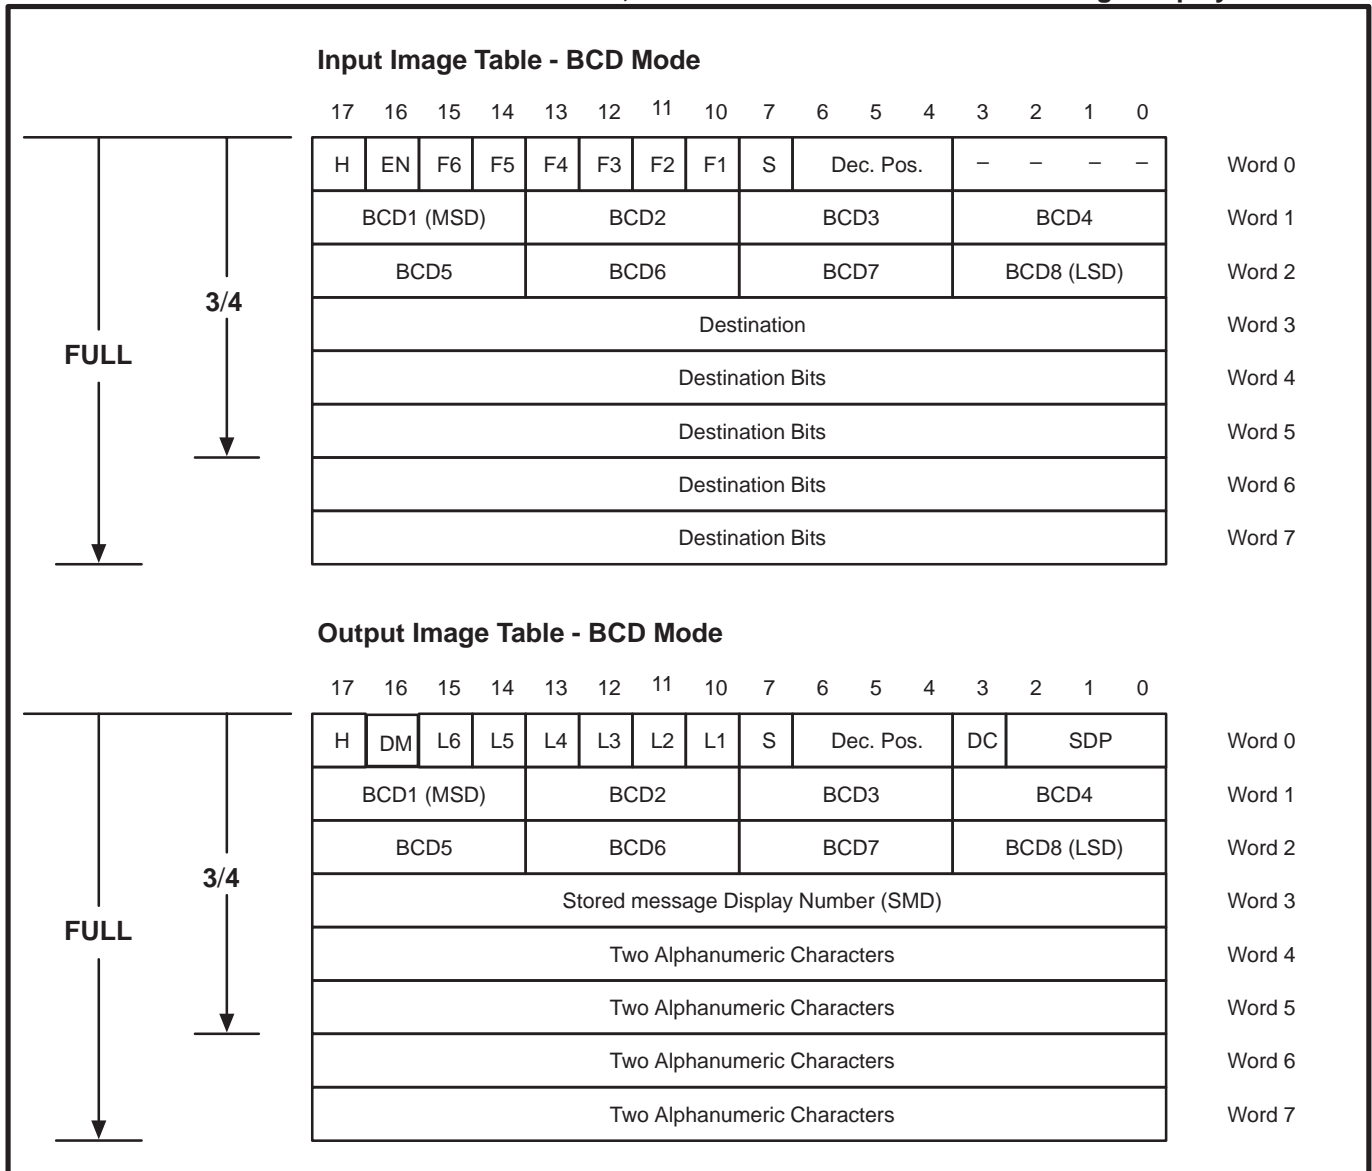 Input Image Table - BCD Mode
17 16 15 14 13 12 11 10 7 6 5 4 3 2 1 0
H EN F6 F5 F4 F3 F2 F1 S Dec. Pos. – – – – Word 0
BCD1 (MSD) BCD2 BCD3 BCD4 Word 1
BCD5 BCD6 BCD7 BCD8 (LSD) Word 2
3/4
Destination Word 3
FULL
Destination Bits Word 4
Destination Bits Word 5
Destination Bits Word 6
Destination Bits Word 7
Output Image Table - BCD Mode
17 16 15 14 13 12 11 10 7 6 5 4 3 2 1 0
H DM L6 L5 L4 L3 L2 L1 S Dec. Pos. DC SDP Word 0
BCD1 (MSD) BCD2 BCD3 BCD4 Word 1
BCD5 BCD6 BCD7 BCD8 (LSD) Word 2
3/4
Stored message Display Number (SMD) Word 3
FULL
Two Alphanumeric Characters Word 4
Two Alphanumeric Characters Word 5
Two Alphanumeric Characters Word 6
Two Alphanumeric Characters Word 7